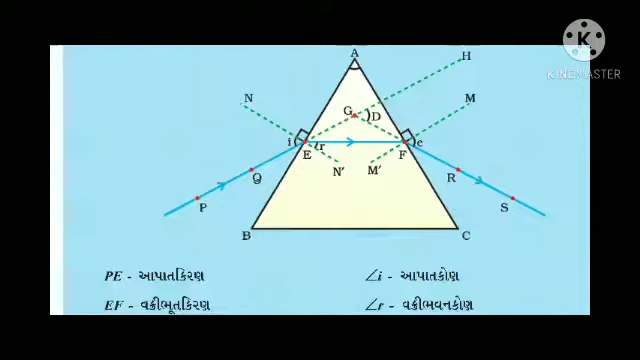 K
KINEMASTER
A
H
N
M
G
D
i
E
r
F
e
N'
M'
Q
R
P
S
B
C
PE - આપાતકિરણ
∠i - આપાતકોણ
EF - વક્રીભૂતકિરણ
∠r - વક્રીભવનકોણ